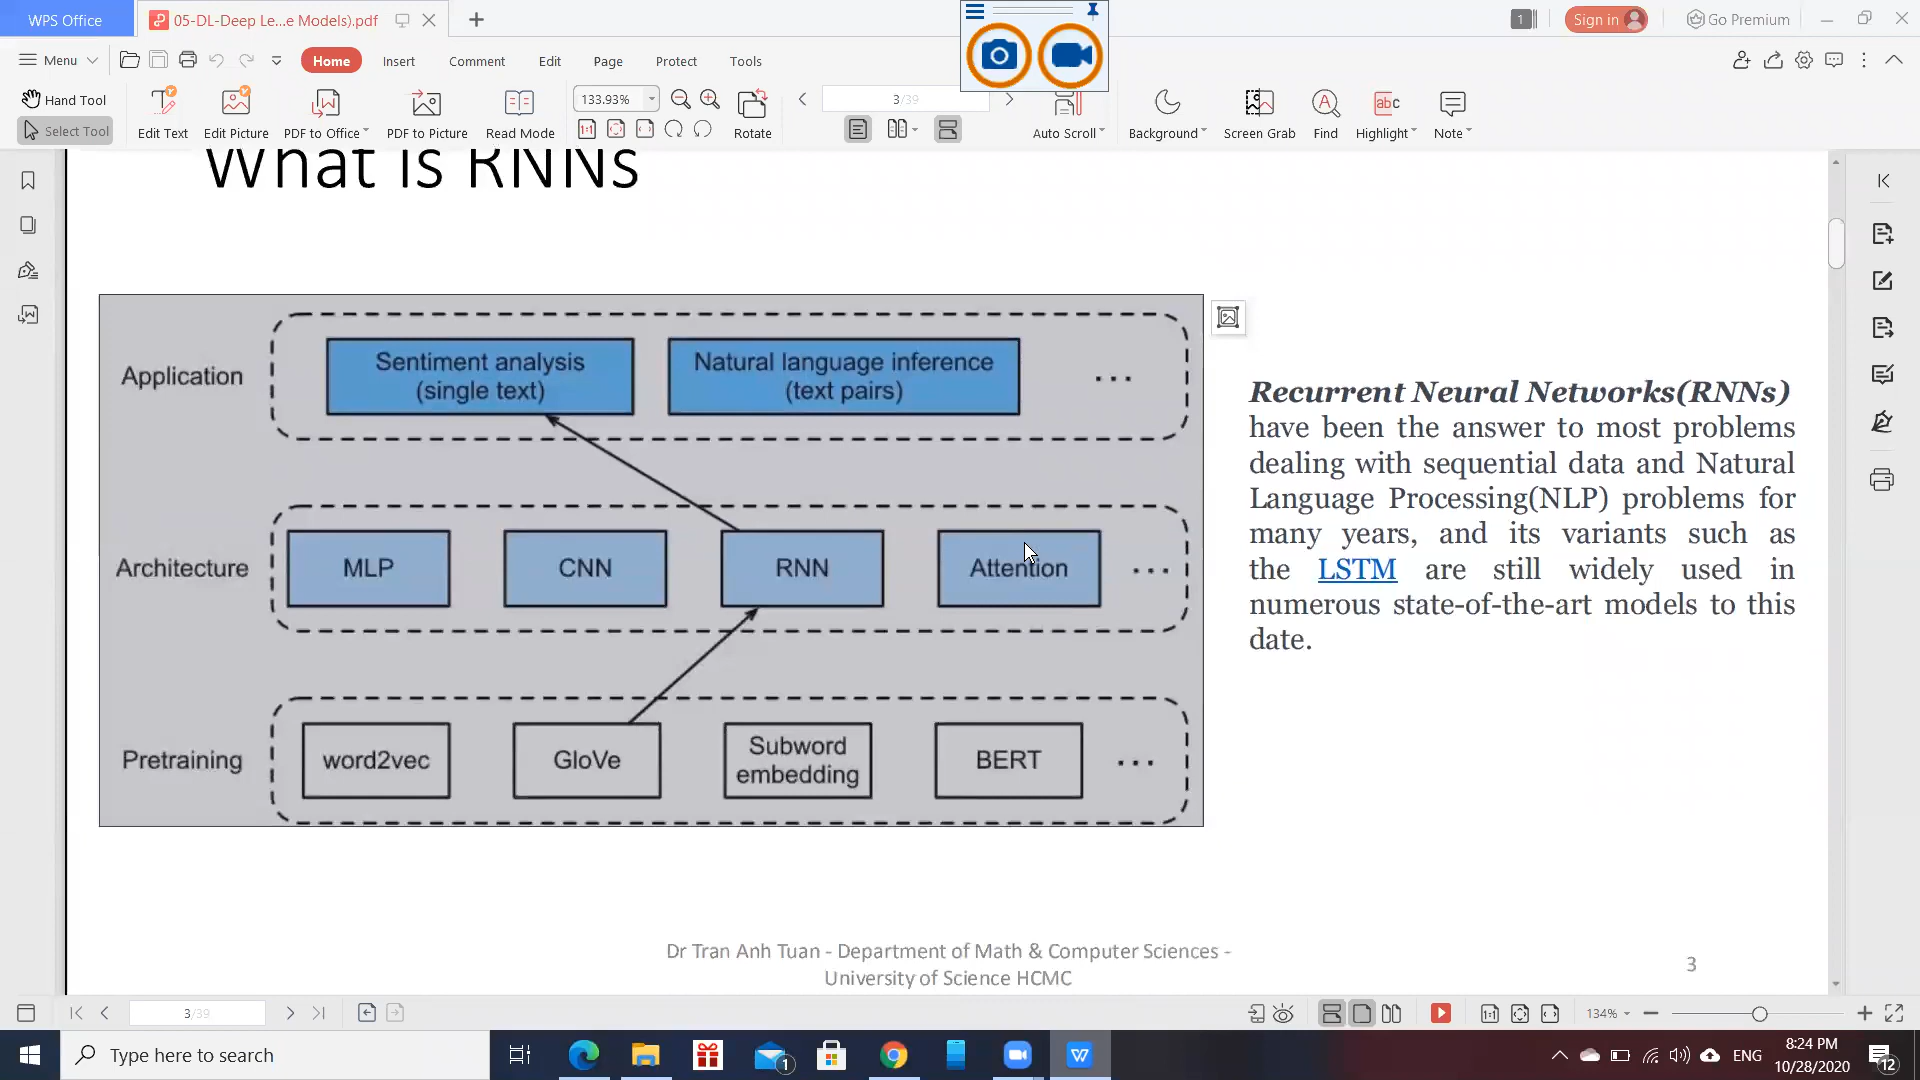 WPS Office
05-DL-Deep Le...e Models).pdf
1
Sign in
Go Premium
Menu
Home
Insert
Comment
Edit
Page
Protect
Tools
Hand Tool
Select Tool
Edit Text
Edit Picture
PDF to Office
PDF to Picture
Read Mode
133.93%
Rotate
3/39
Auto Scroll
Background
Screen Grab
Find
Highlight
Note
What is RNNs
Application
Sentiment analysis
(single text)
Natural language inference
(text pairs)
...
Architecture
MLP
CNN
RNN
Attention
...
Pretraining
word2vec
GloVe
Subword
embedding
BERT
...
Recurrent Neural Networks(RNNs)
have been the answer to most problems
dealing with sequential data and Natural
Language Processing(NLP) problems for
many years, and its variants such as
the LSTM are still widely used in
numerous state-of-the-art models to this
date.
Dr Tran Anh Tuan - Department of Math & Computer Sciences -
University of Science HCMC
3
3/39
134%
Type here to search
1
ENG
8:24 PM
10/28/2020
12